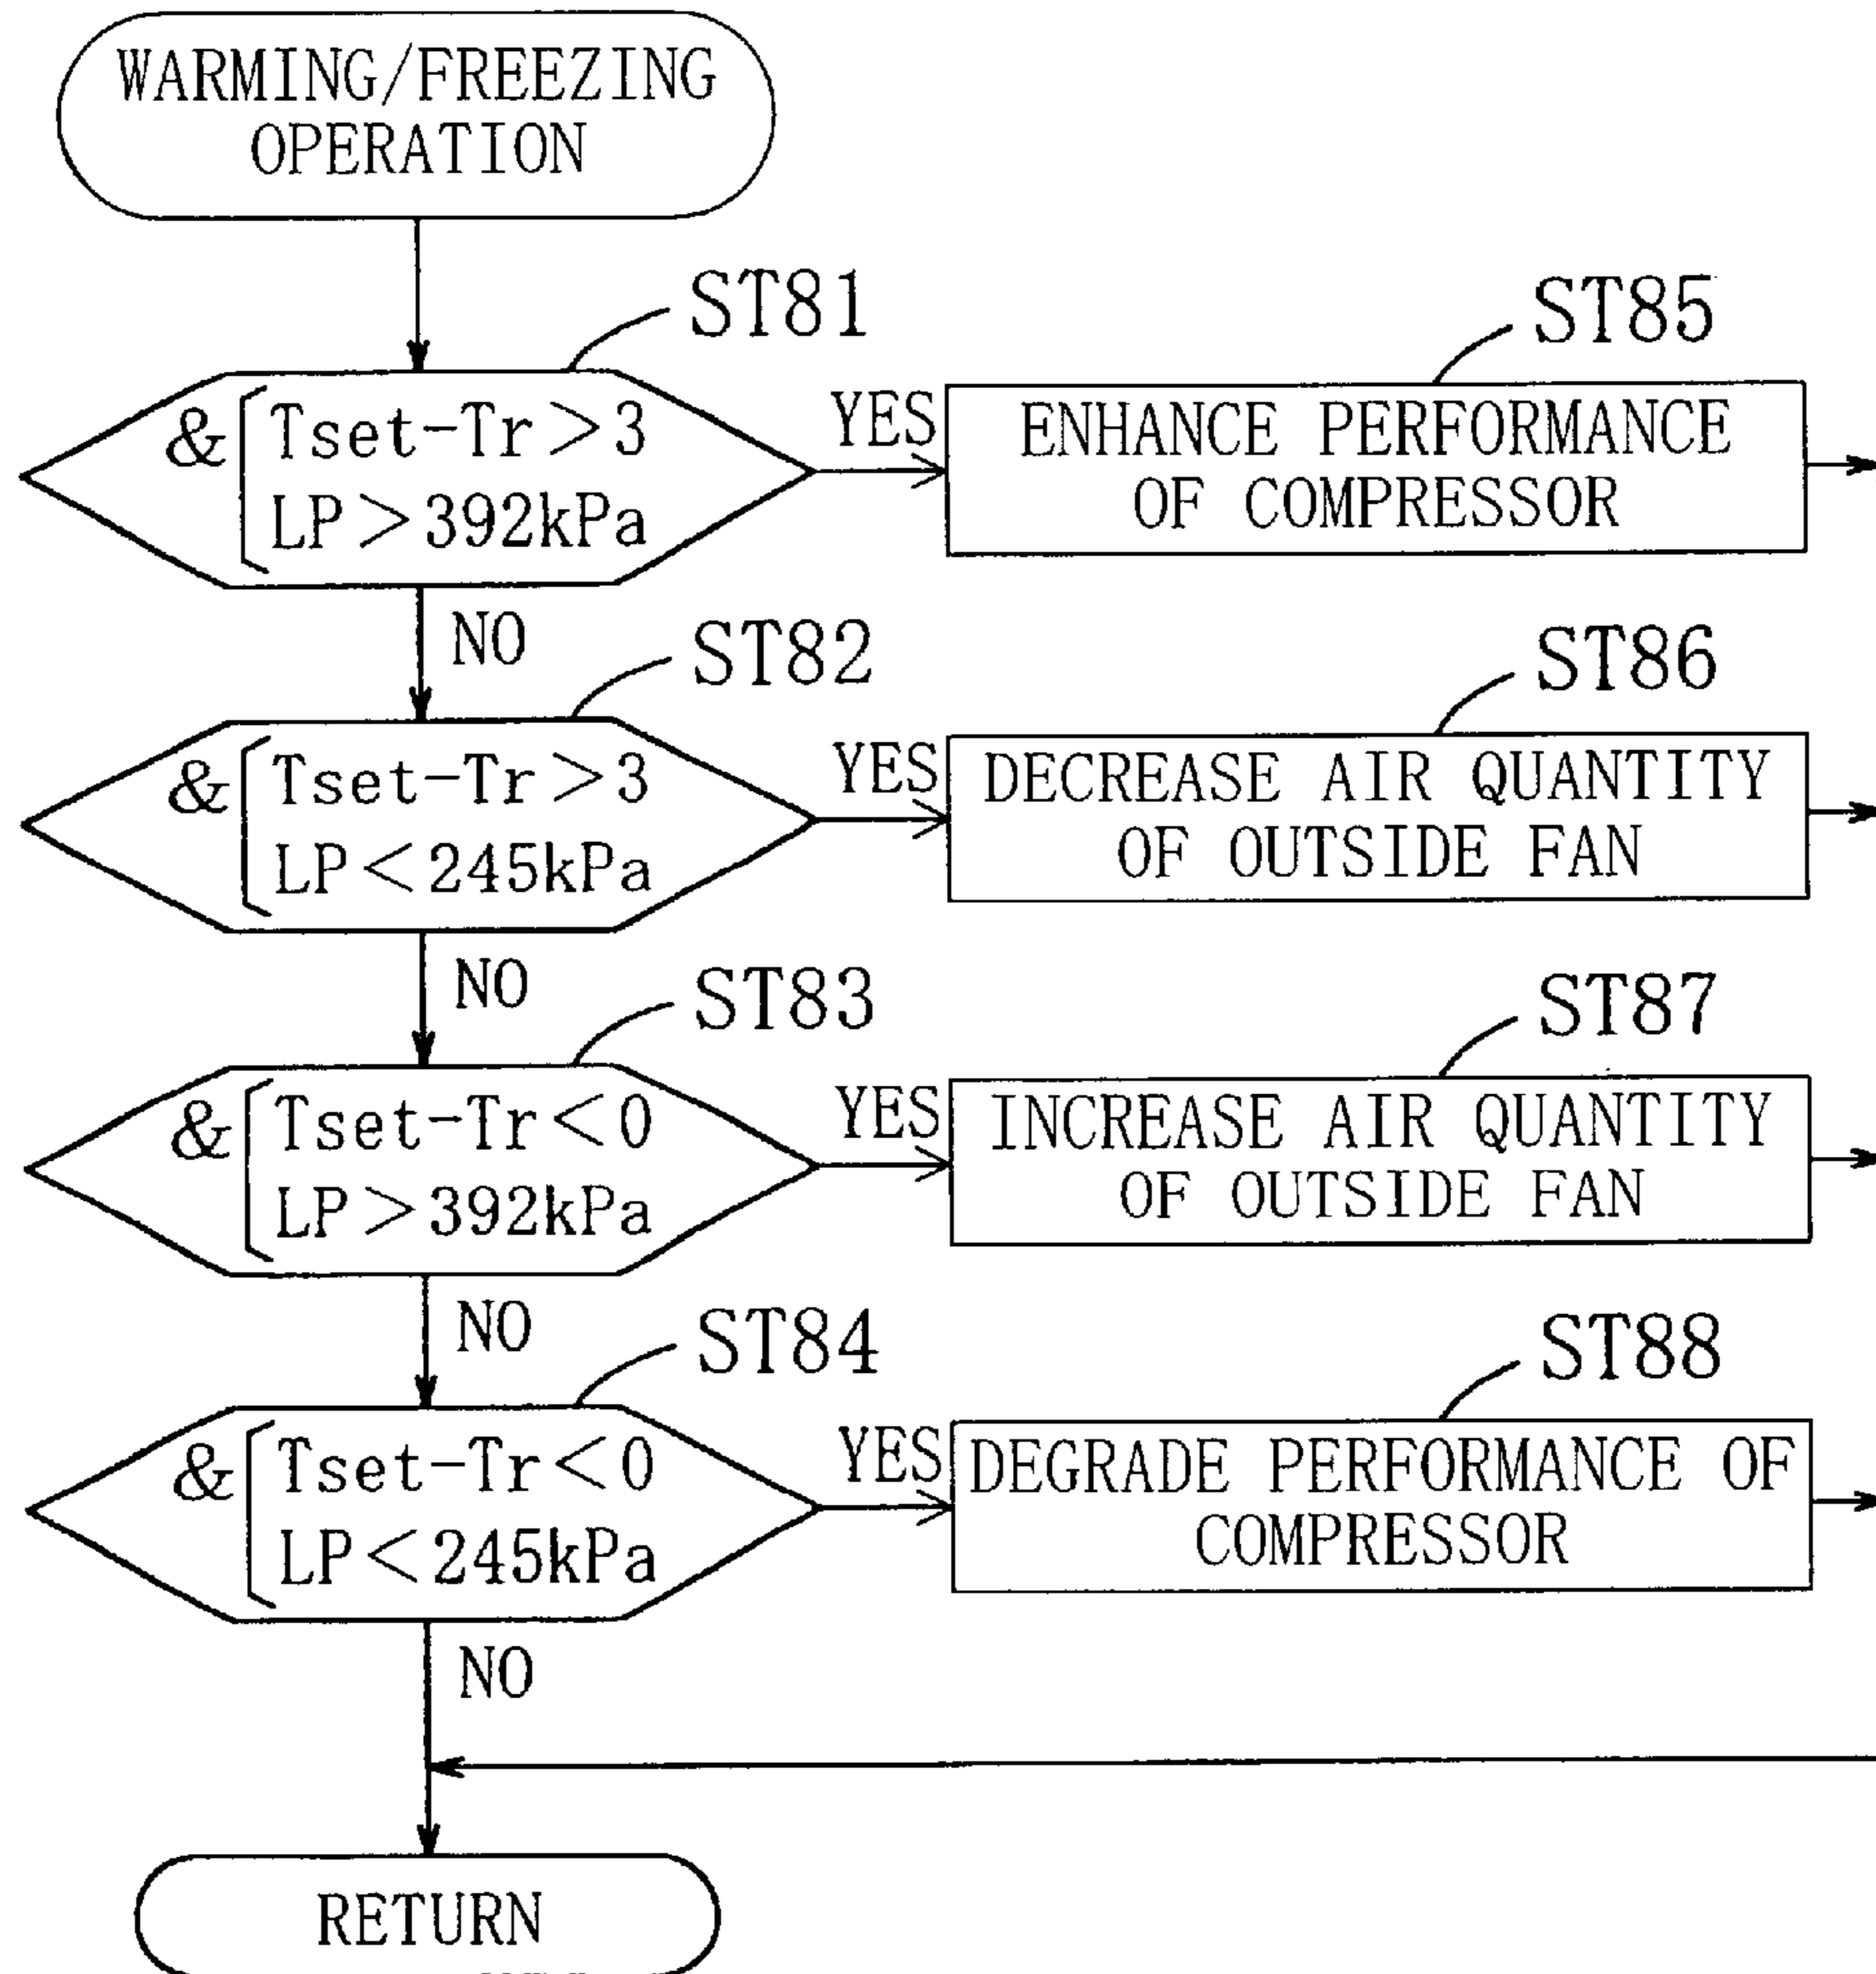 WARMING/FREEZING
OPERATION
ST81
& Tset-Tr>3
LP>392kPa
YES
ST85
ENHANCE PERFORMANCE
OF COMPRESSOR
NO
ST82
& Tset-Tr>3
LP<245kPa
YES
ST86
DECREASE AIR QUANTITY
OF OUTSIDE FAN
NO
ST83
& Tset-Tr<0
LP>392kPa
YES
ST87
INCREASE AIR QUANTITY
OF OUTSIDE FAN
NO
ST84
& Tset-Tr<0
LP<245kPa
YES
ST88
DEGRADE PERFORMANCE OF
COMPRESSOR
NO
RETURN